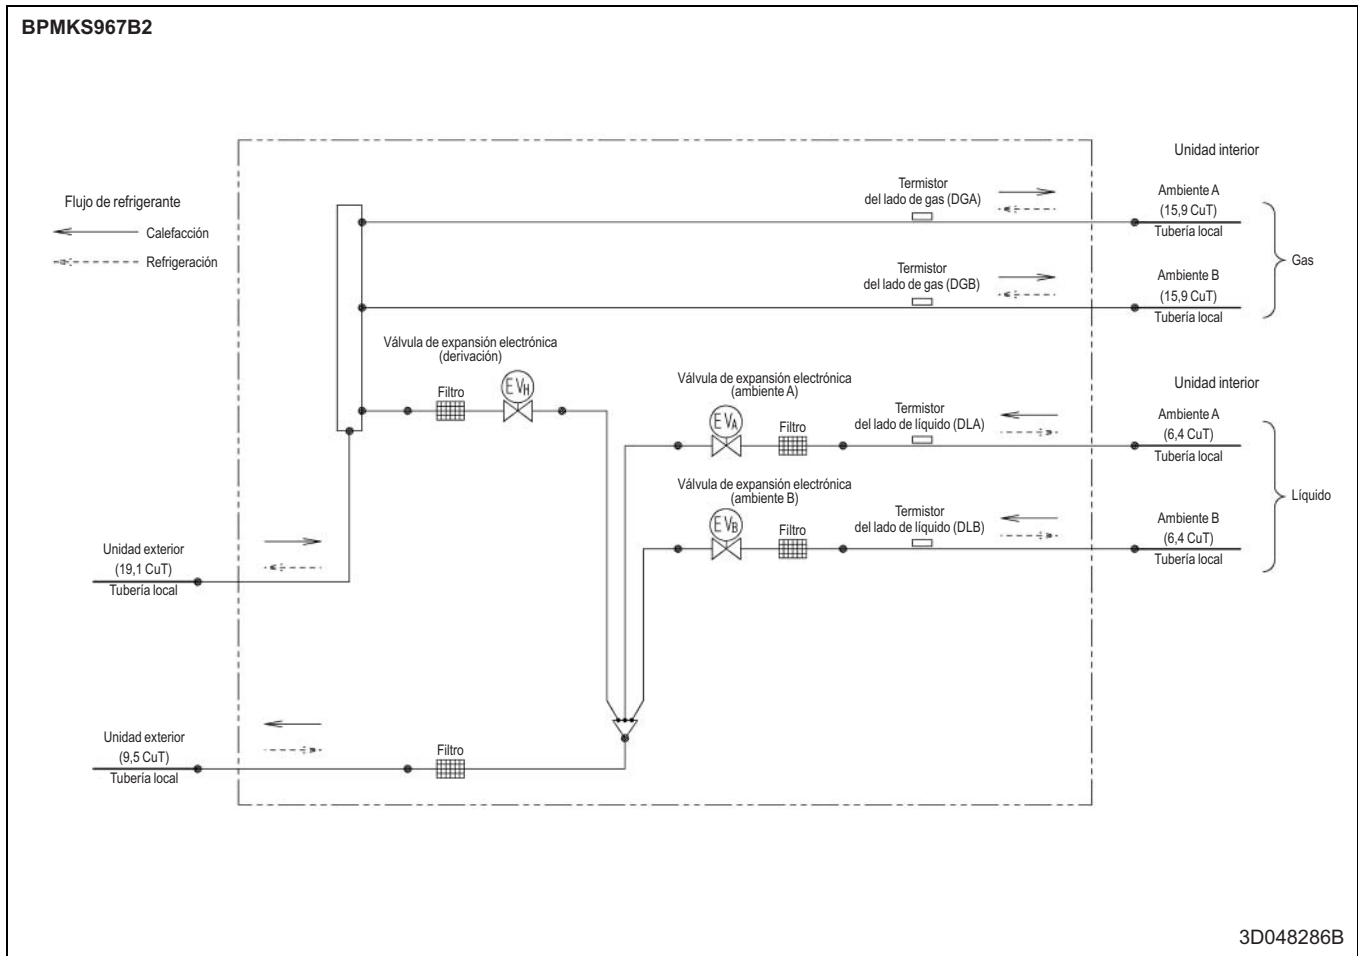 BPMKS967B2
Unidad interior
Flujo de refrigerante
Calefacción
Refrigeración
Termistor
del lado de gas (DGA)
Ambiente A
(15,9 CuT)
Tubería local
Termistor
del lado de gas (DGB)
Ambiente B
(15,9 CuT)
Tubería local
Gas
Válvula de expansión electrónica
(derivación)
Filtro
EVH
Válvula de expansión electrónica
(ambiente A)
EVA
Filtro
Termistor
del lado de líquido (DLA)
Unidad interior
Ambiente A
(6,4 CuT)
Tubería local
Válvula de expansión electrónica
(ambiente B)
EVB
Filtro
Termistor
del lado de líquido (DLB)
Ambiente B
(6,4 CuT)
Tubería local
Líquido
Unidad exterior
(19,1 CuT)
Tubería local
Unidad exterior
(9,5 CuT)
Tubería local
Filtro
3D048286B